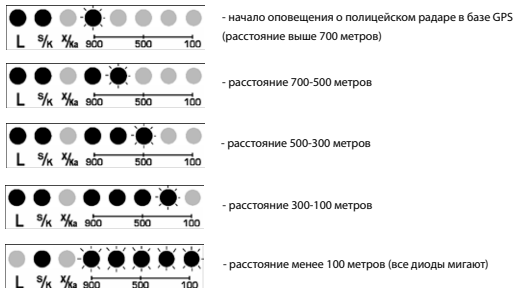 - начало оповещения о полицейском радаре в базе GPS
(расстояние выше 700 метров)
L S/K X/Ka 900 500 100
- расстояние 700-500 метров
L S/K X/Ka 900 500 100
- расстояние 500-300 метров
L S/K X/Ka 900 500 100
- расстояние 300-100 метров
L S/K X/Ka 900 500 100
- расстояние менее 100 метров (все диоды мигают)
L S/K X/Ka 900 500 100